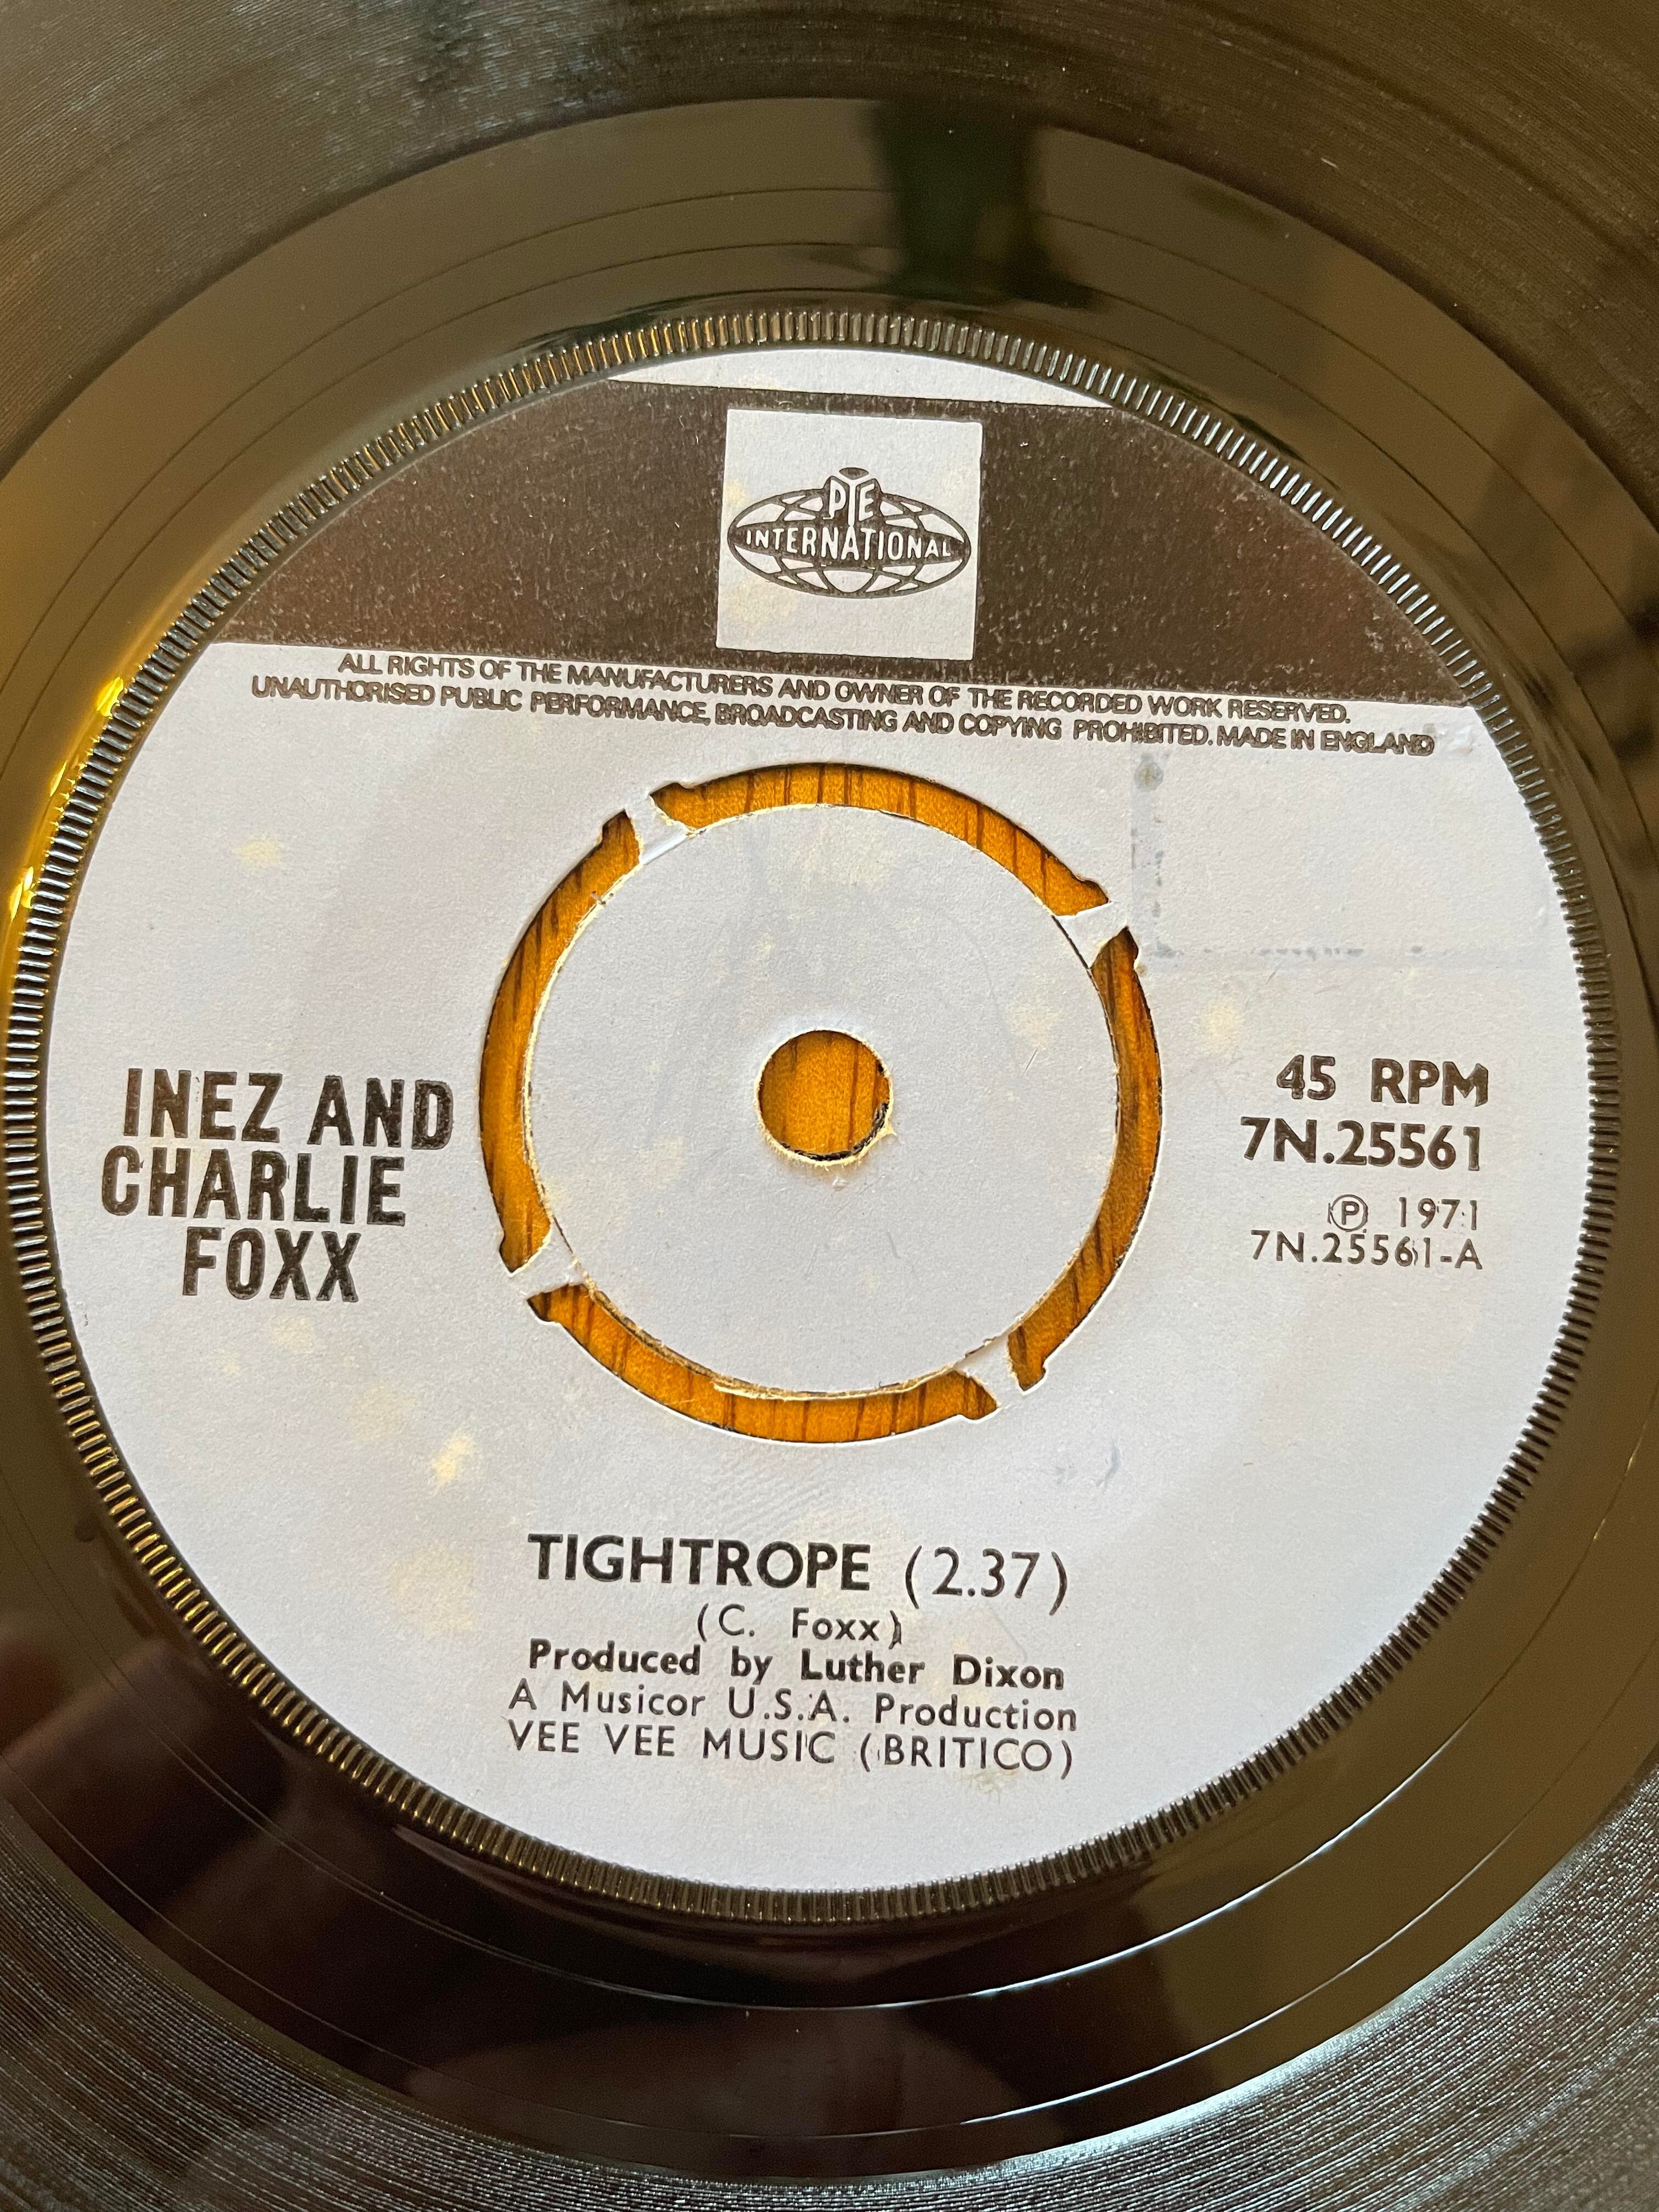 PYE
INTERNATIONAL
ALL RIGHTS OF THE MANUFACTURERS AND OWNER OF THE RECORDED WORK RESERVED.
UNAUTHORISED PUBLIC PERFORMANCE, BROADCASTING AND COPYING PROHIBITED. MADE IN ENGLAND
INEZ AND
CHARLIE
FOXX
45 RPM
7N.25561
Ⓟ 1971
7N.25561-A
TIGHTROPE (2.37)
(C. Foxx)
Produced by Luther Dixon
A Musicor U.S.A. Production
VEE VEE MUSIC (BRITICO)